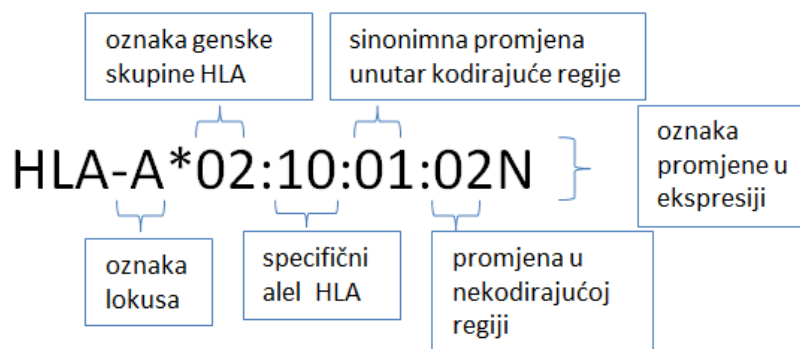 oznaka genske
skupine HLA
sinonimna promjena
unutar kodirajuće regije
HLA-A*02:10:01:02N
oznaka
promjene u
ekspresiji
oznaka
lokusa
specifični
alel HLA
promjena u
nekodirajućoj
regiji